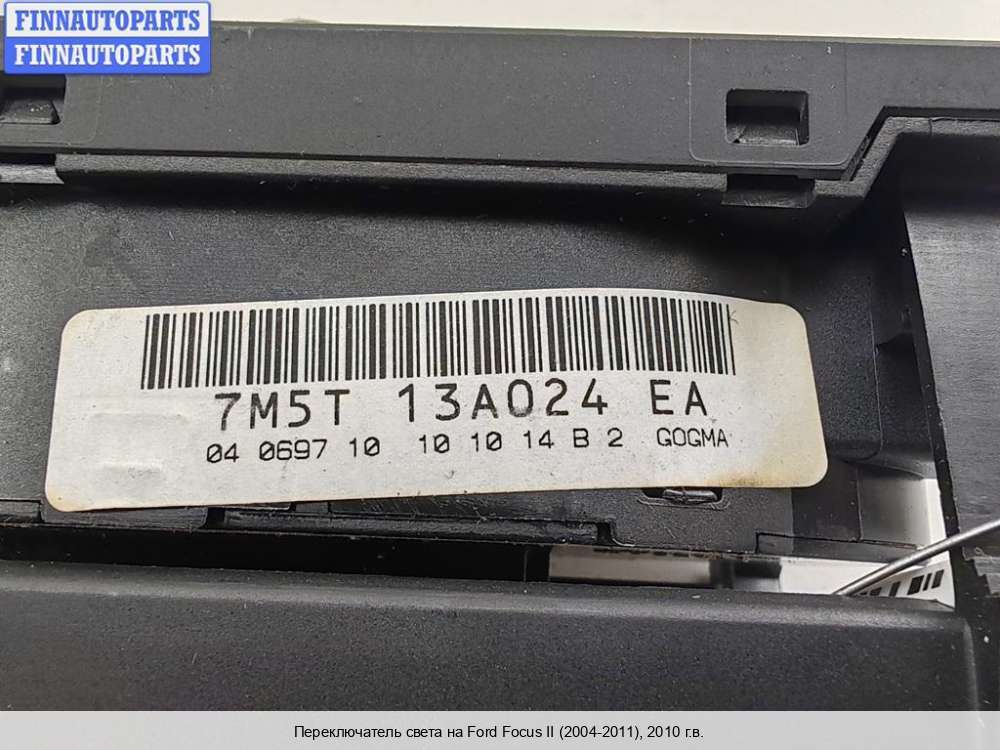 FINNAUTOPARTS
FINNAUTOPARTS
7M5T 13A024 EA
04 0697 10 10 10 14 B 2 GOGMA
Переключатель света на Ford Focus II (2004-2011), 2010 г.в.